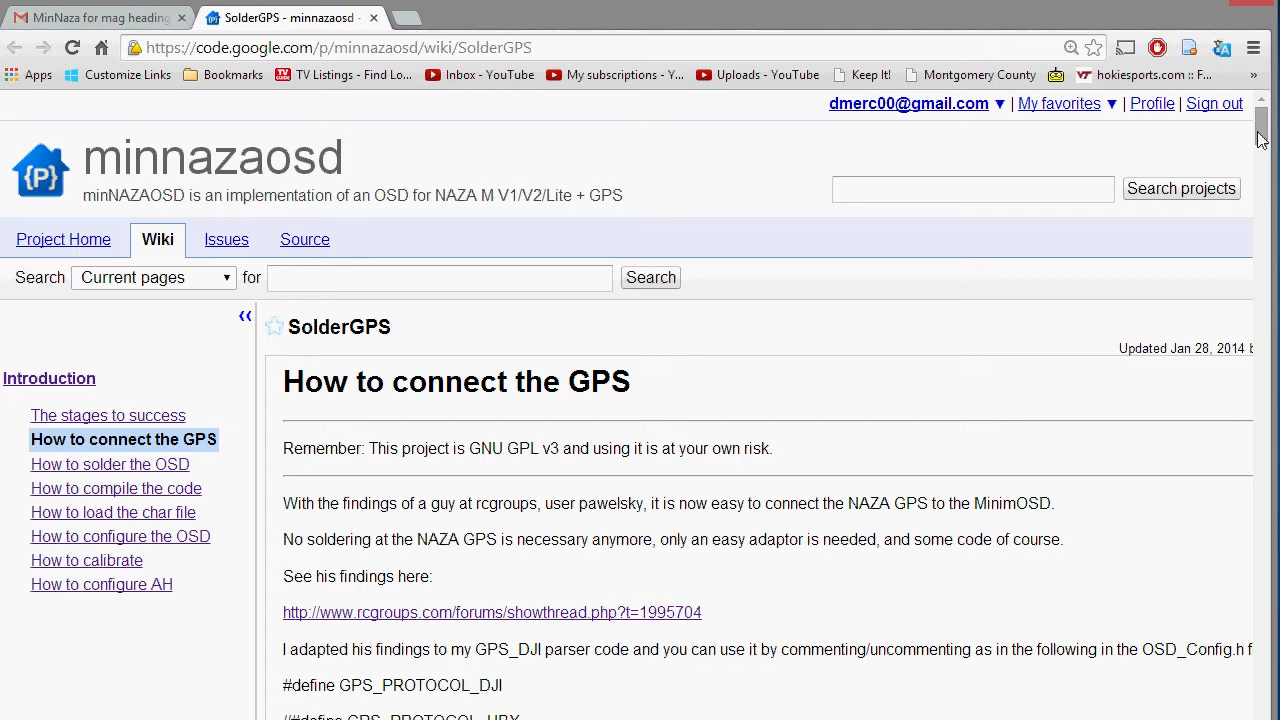 MinNaza for mag heading
SolderGPS - minnazaosd -
https://code.google.com/p/minnazaosd/wiki/SolderGPS
Apps Customize Links Bookmarks TV Listings - Find Lo... Inbox - YouTube My subscriptions - Y... Uploads - YouTube Keep It! Montgomery County hokiesports.com :: F... »
dmerc00@gmail.com ▼ | My favorites ▼ | Profile | Sign out
minnazaosd
minNAZAOSD is an implementation of an OSD for NAZA M V1/V2/Lite + GPS
Search projects
Project Home Wiki Issues Source
Search Current pages for Search
SolderGPS
Updated Jan 28, 2014
Introduction
The stages to success
How to connect the GPS
How to solder the OSD
How to compile the code
How to load the char file
How to configure the OSD
How to calibrate
How to configure AH
How to connect the GPS
Remember: This project is GNU GPL v3 and using it is at your own risk.
With the findings of a guy at rcgroups, user pawelsky, it is now easy to connect the NAZA GPS to the MinimOSD.
No soldering at the NAZA GPS is necessary anymore, only an easy adaptor is needed, and some code of course.
See his findings here:
http://www.rcgroups.com/forums/showthread.php?t=1995704
I adapted his findings to my GPS_DJI parser code and you can use it by commenting/uncommenting as in the following in the OSD_Config.h f
#define GPS_PROTOCOL_DJI
//#define GPS_PROTOCOL_UBX